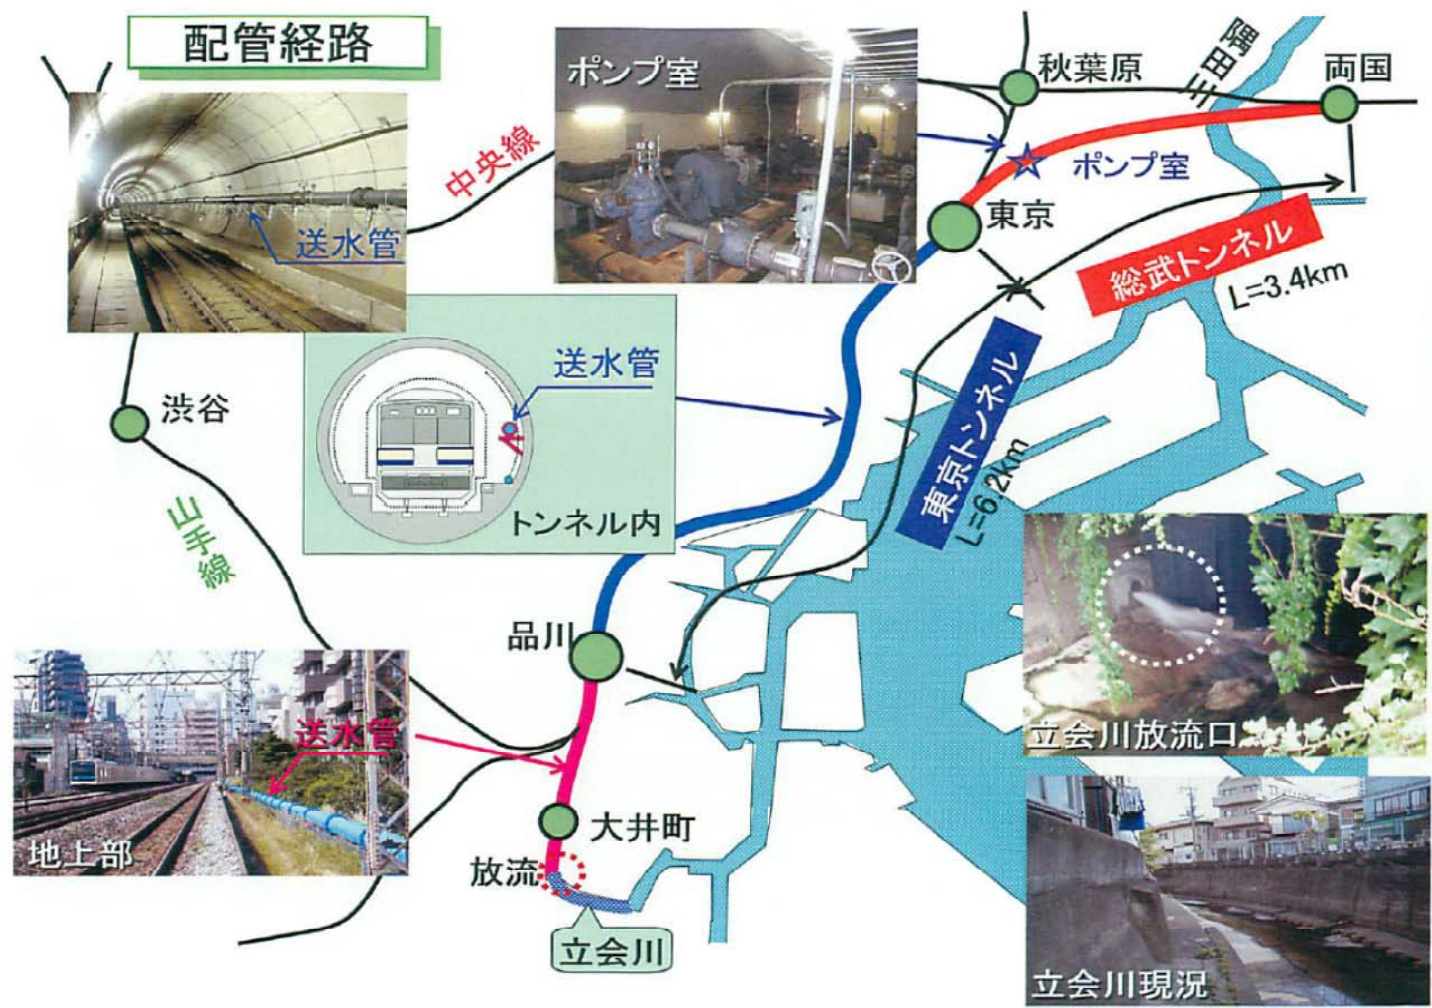 配管経路
ポンプ室
秋葉原
隅田川
両国
中央線
送水管
ポンプ室
東京
総武トンネル
L=3.4km
送水管
東京トンネル
L=6.2km
渋谷
トンネル内
山手線
品川
送水管
地上部
大井町
放流
立会川
立会川放流口
立会川現況